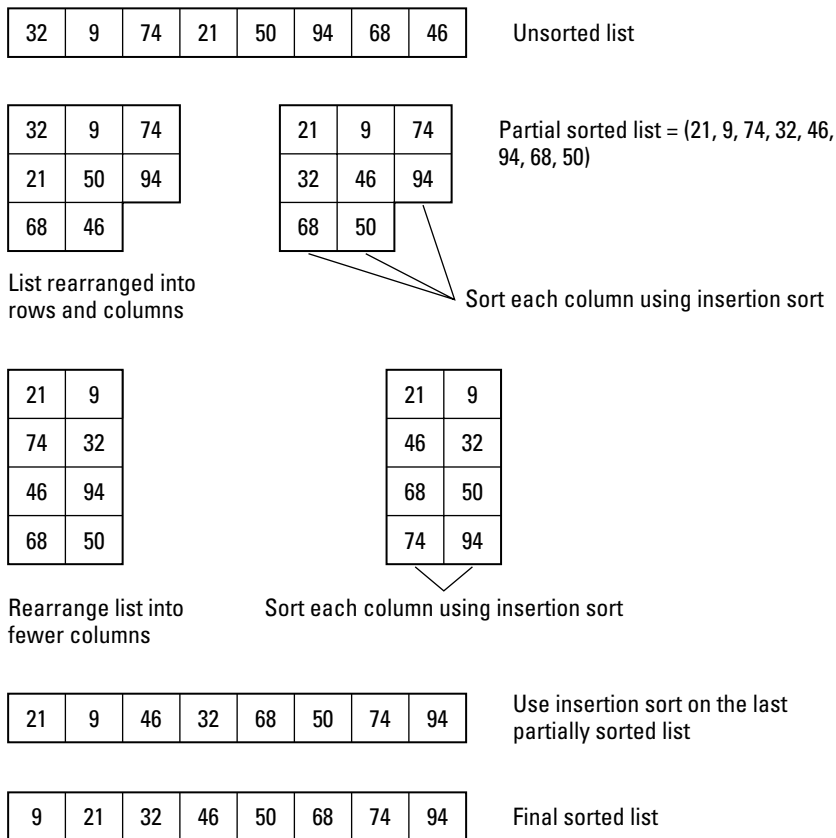 32 9 74 21 50 94 68 46
Unsorted list
32 9 74
21 50 94
68 46
21 9 74
32 46 94
68 50
Partial sorted list = (21, 9, 74, 32, 46,
94, 68, 50)
List rearranged into
rows and columns
Sort each column using insertion sort
21 9
74 32
46 94
68 50
21 9
46 32
68 50
74 94
Rearrange list into
fewer columns
Sort each column using insertion sort
21 9 46 32 68 50 74 94
Use insertion sort on the last
partially sorted list
9 21 32 46 50 68 74 94
Final sorted list